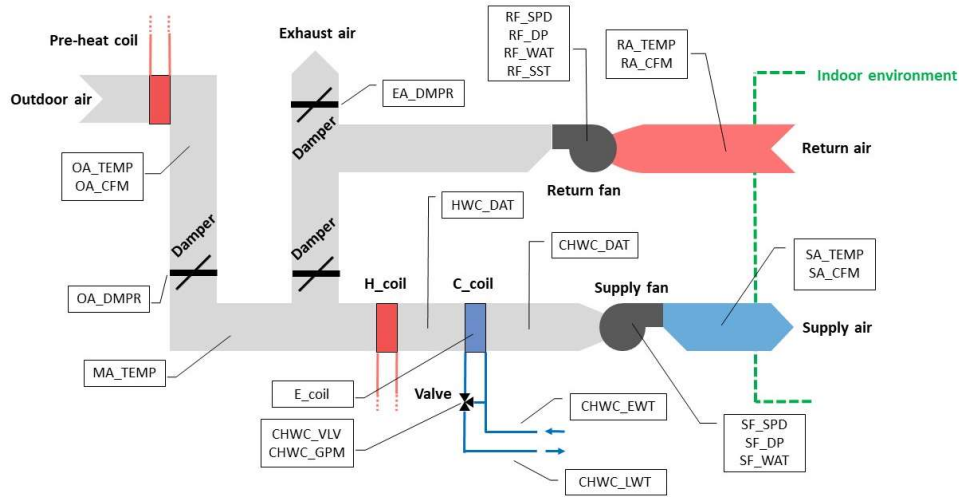 Pre-heat coil
Exhaust air
RF_SPD
RF_DP
RF_WAT
RF_SST
RA_TEMP
RA_CFM
Indoor environment
Outdoor air
EA_DMPR
Damper
Return air
OA_TEMP
OA_CFM
Return fan
HWC_DAT
Damper
Damper
CHWC_DAT
SA_TEMP
SA_CFM
OA_DMPR
H_coil
C_coil
Supply fan
Supply air
MA_TEMP
E_coil
Valve
CHWC_EWT
CHWC_VLV
CHWC_GPM
SF_SPD
SF_DP
SF_WAT
CHWC_LWT